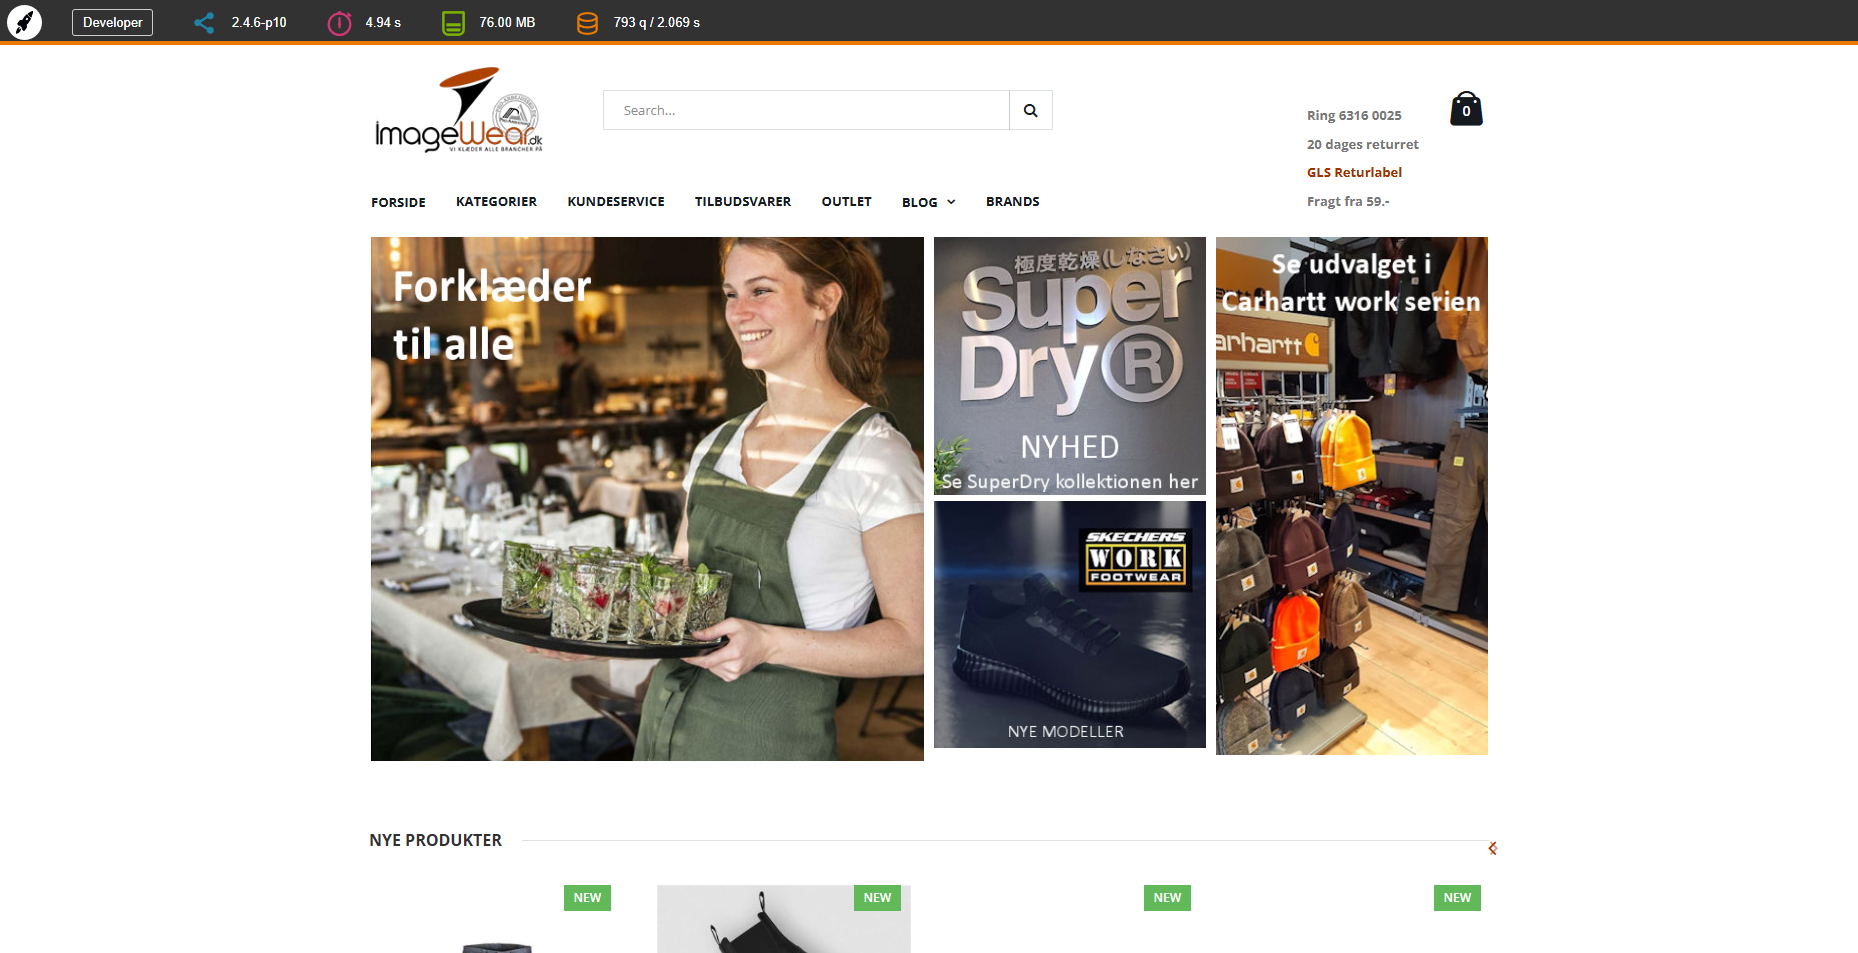 Developer
2.4.6-p10
4.94 s
76.00 MB
793 q / 2.069 s
imageWear.dk
VI KLÆDER ALLE BRANCHER PÅ
Search...
0
Ring 6316 0025
20 dages returret
GLS Returlabel
Fragt fra 59.-
FORSIDE
KATEGORIER
KUNDESERVICE
TILBUDSVARER
OUTLET
BLOG
BRANDS
Forklæder
til alle
極度乾燥(しなさい)
Super
Dry®
NYHED
Se SuperDry kollektionen her
SKECHERS
WORK
FOOTWEAR
NYE MODELLER
Se udvalget i
Carhartt work serien
arhartt
NYE PRODUKTER
NEW
NEW
NEW
NEW